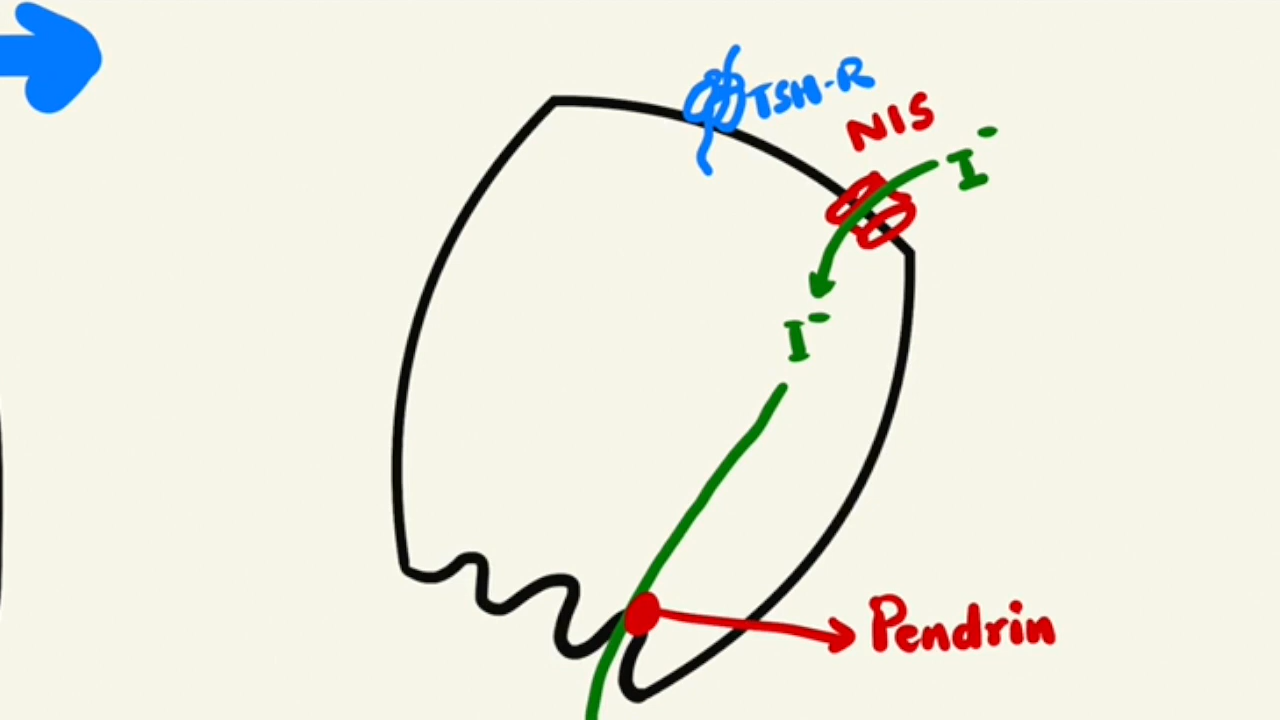 TSH-R
NIS
I⁻
I⁻
Pendrin